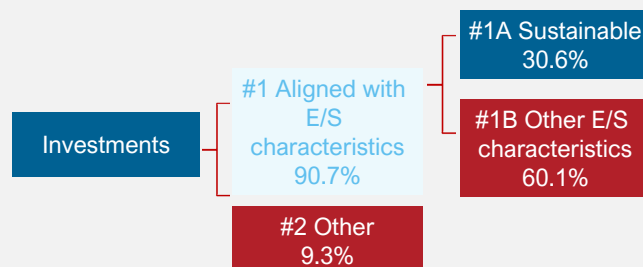 Investments
#1 Aligned with
E/S
characteristics
90.7%
#2 Other
9.3%
#1A Sustainable
30.6%
#1B Other E/S
characteristics
60.1%